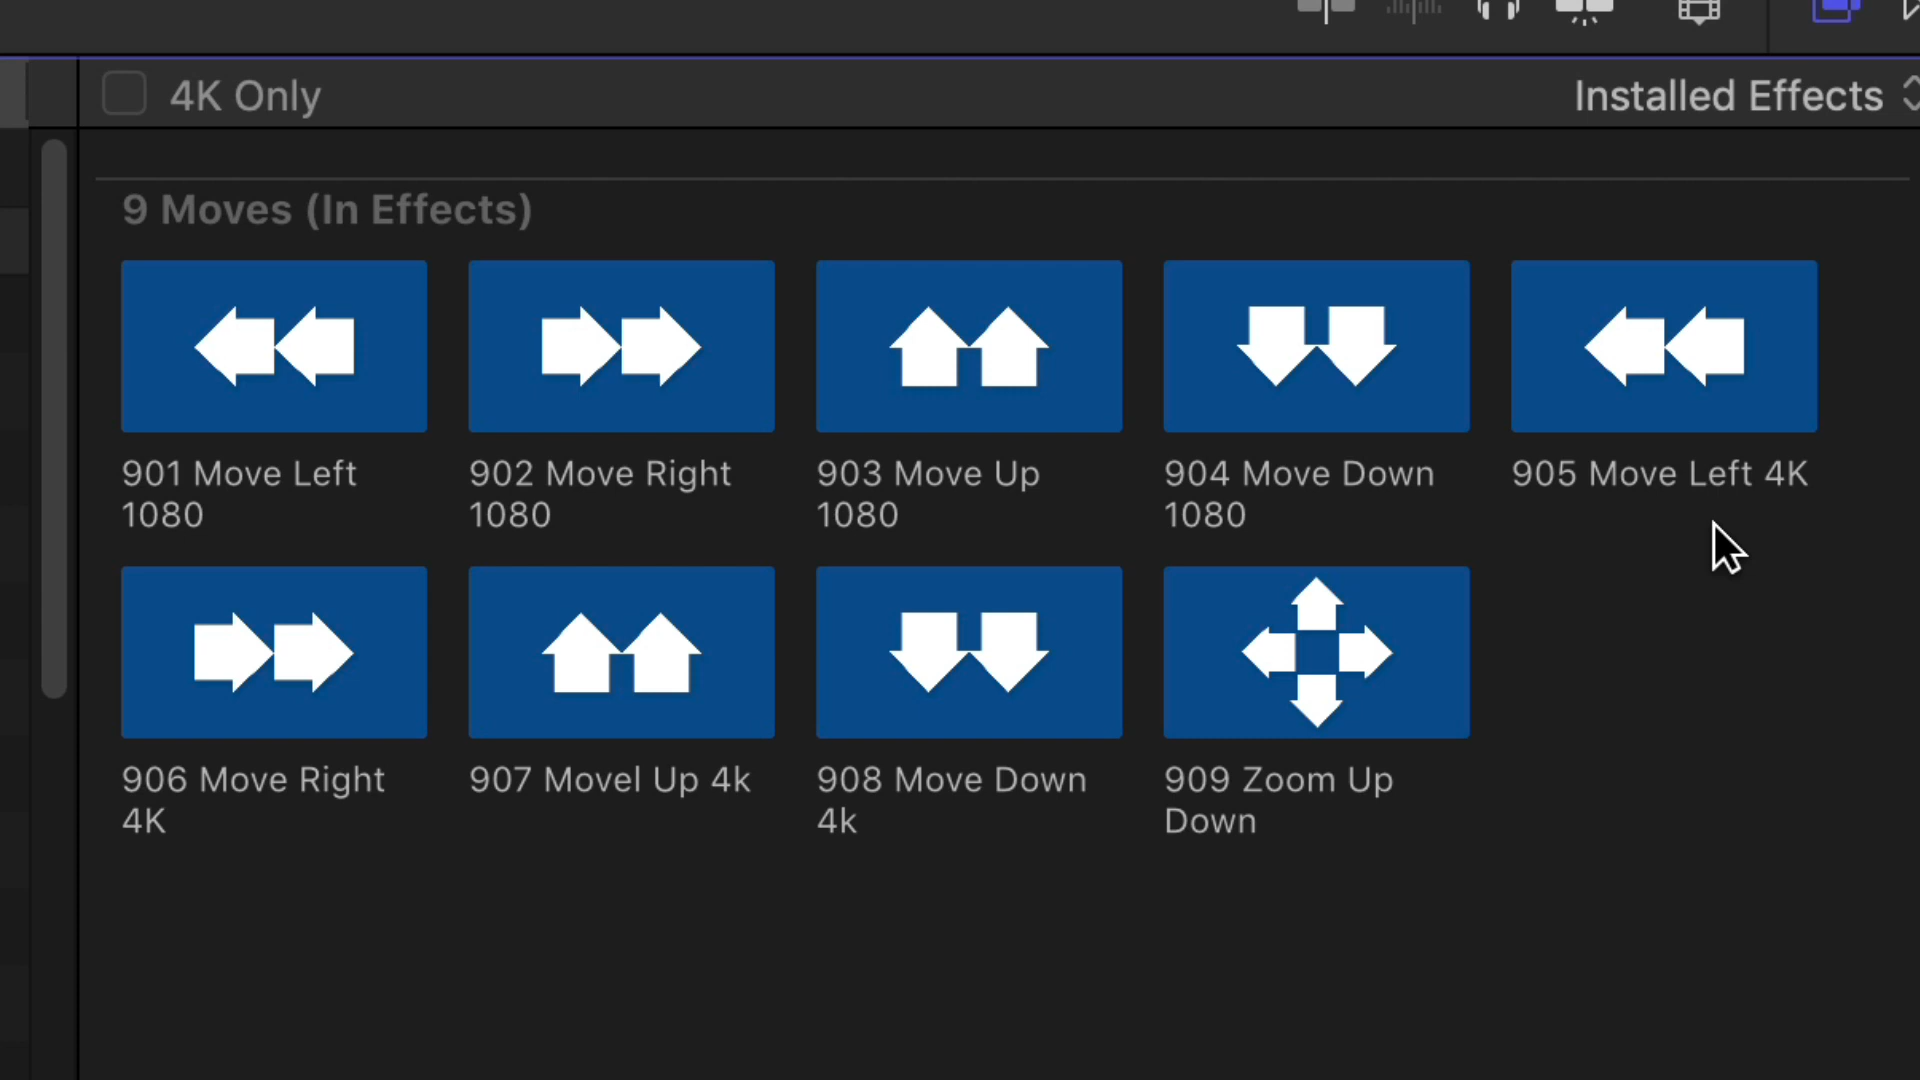 4K Only
Installed Effects
9 Moves (In Effects)
901 Move Left
1080
902 Move Right
1080
903 Move Up
1080
904 Move Down
1080
905 Move Left 4K
906 Move Right
4K
907 Movel Up 4k
908 Move Down
4k
909 Zoom Up
Down